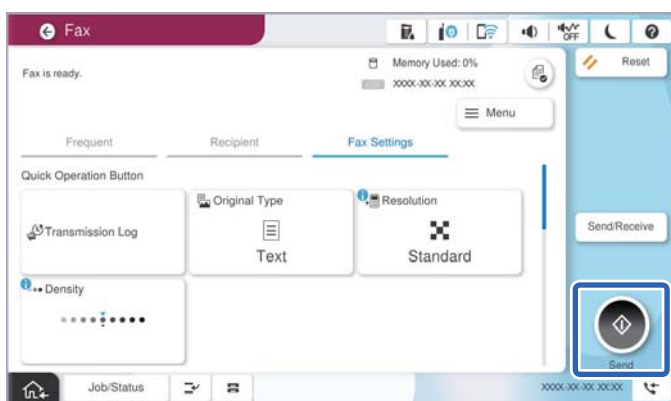 Fax
OFF
Reset
Fax is ready.
Memory Used: 0%
XXXX-XX-XX XX:XX
Menu
Frequent
Recipient
Fax Settings
Quick Operation Button
Transmission Log
Original Type
Text
Resolution
Standard
Send/Receive
Density
Send
Job/Status
XXXX-XX-XX XX:XX